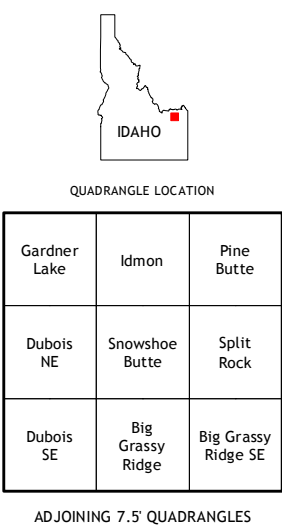 IDAHO
QUADRANGLE LOCATION
Gardner
Lake
Idmon
Pine
Butte
Dubois
NE
Snowshoe
Butte
Split
Rock
Dubois
SE
Big
Grassy
Ridge
Big Grassy
Ridge SE
ADJOINING 7.5' QUADRANGLES